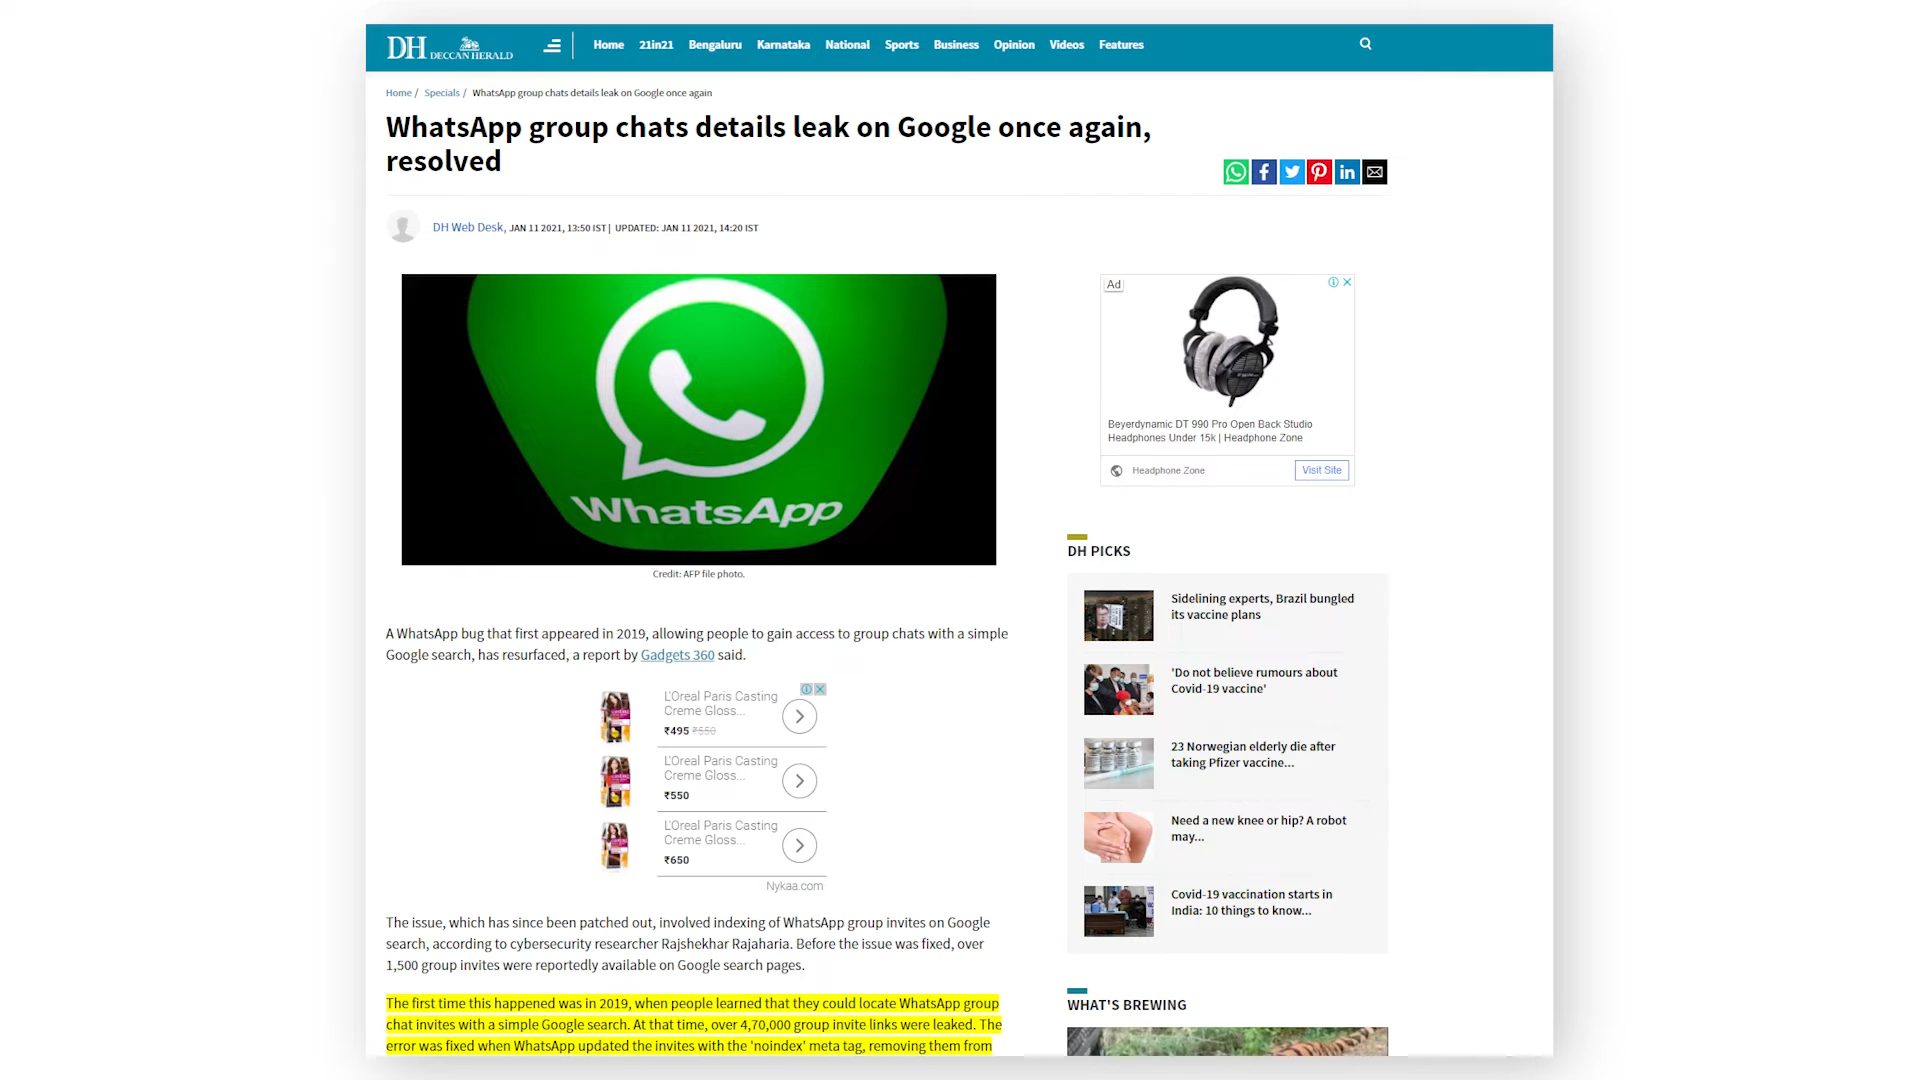 DH DECCAN HERALD
Home 21in21 Bengaluru Karnataka National Sports Business Opinion Videos Features
Home / Specials / WhatsApp group chats details leak on Google once again
WhatsApp group chats details leak on Google once again,
resolved
DH Web Desk, JAN 11 2021, 13:50 IST | UPDATED: JAN 11 2021, 14:20 IST
WhatsApp
Credit: AFP file photo.
A WhatsApp bug that first appeared in 2019, allowing people to gain access to group chats with a simple
Google search, has resurfaced, a report by Gadgets 360 said.
L'Oreal Paris Casting
Creme Gloss...
₹495 ₹550
L'Oreal Paris Casting
Creme Gloss...
₹550
L'Oreal Paris Casting
Creme Gloss...
₹650
Nykaa.com
The issue, which has since been patched out, involved indexing of WhatsApp group invites on Google
search, according to cybersecurity researcher Rajshekhar Rajaharia. Before the issue was fixed, over
1,500 group invites were reportedly available on Google search pages.
The first time this happened was in 2019, when people learned that they could locate WhatsApp group
chat invites with a simple Google search. At that time, over 4,70,000 group invite links were leaked. The
error was fixed when WhatsApp updated the invites with the 'noindex' meta tag, removing them from
Ad
Beyerdynamic DT 990 Pro Open Back Studio
Headphones Under 15k | Headphone Zone
Headphone Zone
Visit Site
DH PICKS
Sidelining experts, Brazil bungled
its vaccine plans
'Do not believe rumours about
Covid-19 vaccine'
23 Norwegian elderly die after
taking Pfizer vaccine...
Need a new knee or hip? A robot
may...
Covid-19 vaccination starts in
India: 10 things to know...
WHAT'S BREWING